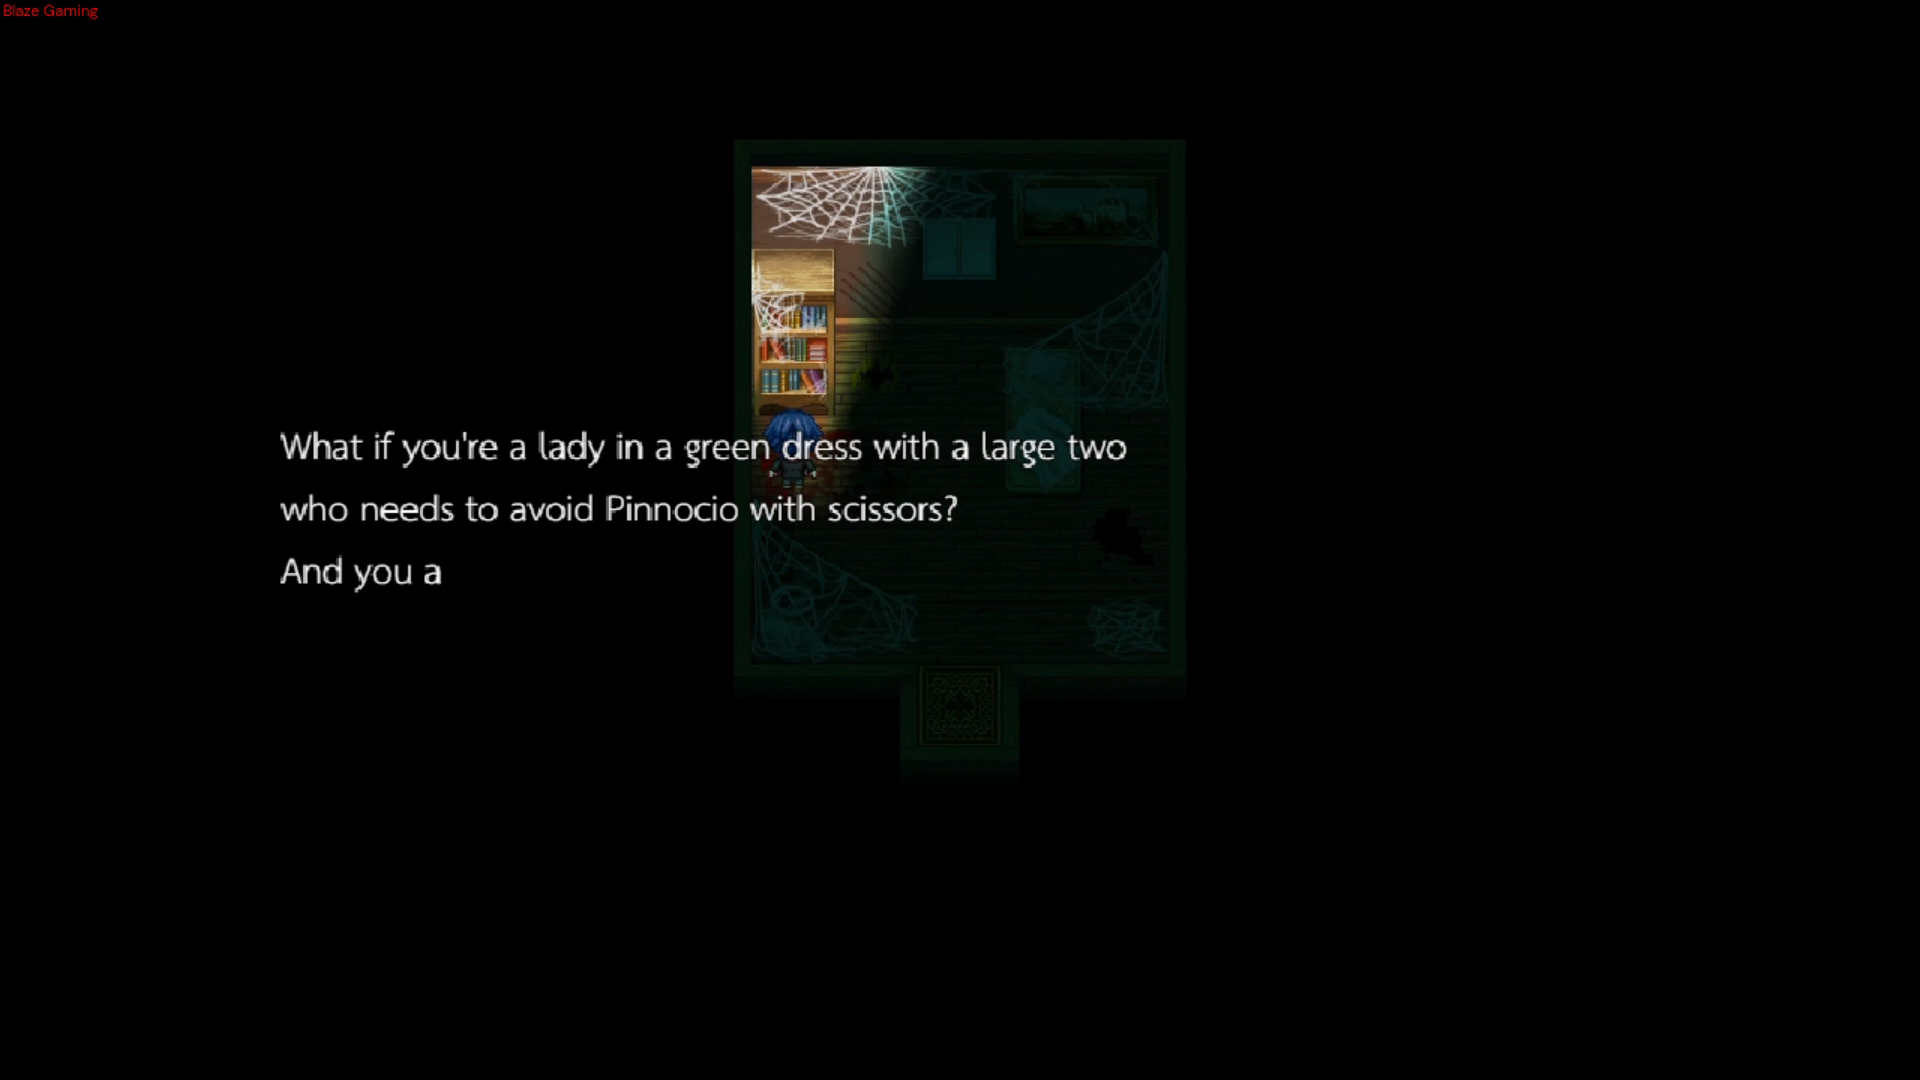 Blaze Gaming
What if you're a lady in a green dress with a large two
who needs to avoid Pinnocio with scissors?
And you a